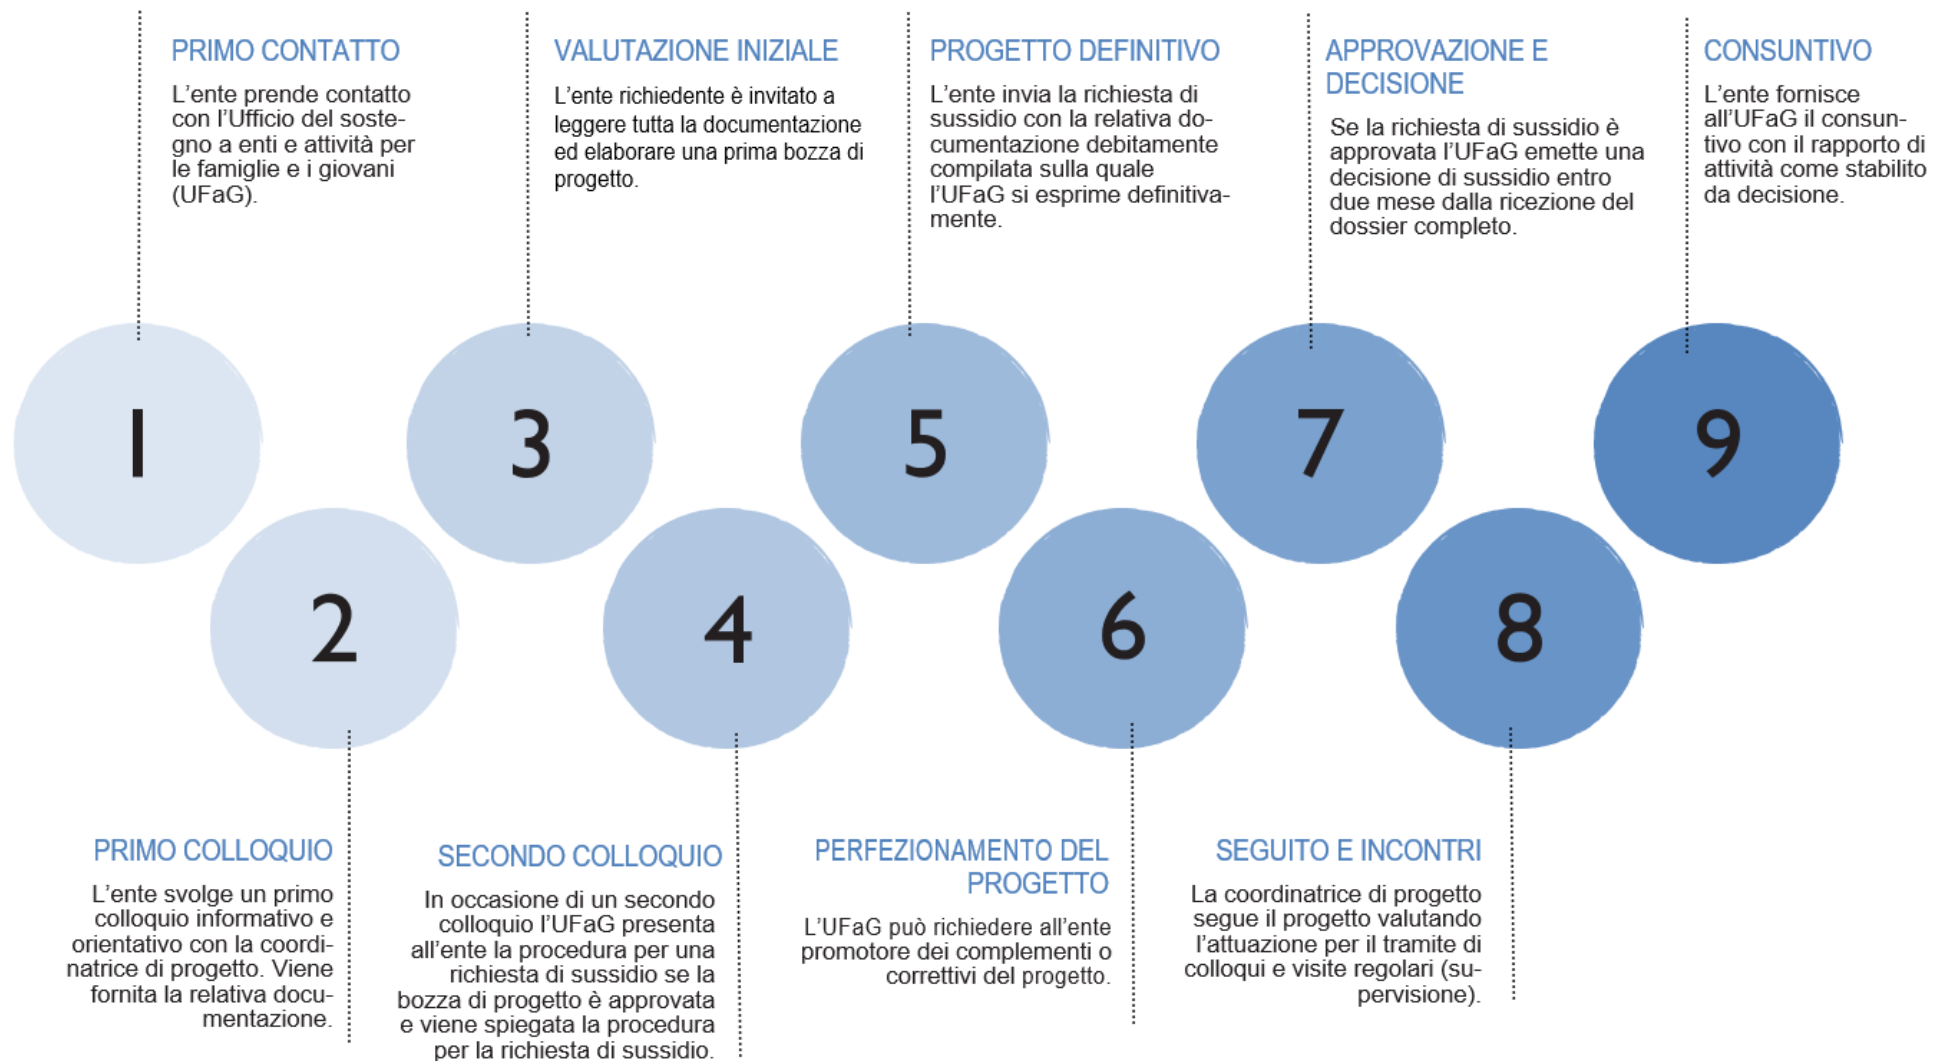 PRIMO CONTATTO
L'ente prende contatto
con l'Ufficio del soste-
gno a enti e attività per
le famiglie e i giovani
(UFaG).
VALUTAZIONE INIZIALE
L'ente richiedente è invitato a
leggere tutta la documentazione
ed elaborare una prima bozza di
progetto.
PROGETTO DEFINITIVO
L'ente invia la richiesta di
sussidio con la relativa do-
cumentazione debitamente
compilata sulla quale
l'UFaG si esprime definitiva-
mente.
APPROVAZIONE E
DECISIONE
Se la richiesta di sussidio è
approvata l'UFaG emette una
decisione di sussidio entro
due mese dalla ricezione del
dossier completo.
CONSUNTIVO
L'ente fornisce
all'UFaG il consun-
tivo con il rapporto di
attività come stabilito
da decisione.
1
3
5
7
9
2
4
6
8
PRIMO COLLOQUIO
L'ente svolge un primo
colloquio informativo e
orientativo con la coordi-
natrice di progetto. Viene
fornita la relativa docu-
mentazione.
SECONDO COLLOQUIO
In occasione di un secondo
colloquio l'UFaG presenta
all'ente la procedura per una
richiesta di sussidio se la
bozza di progetto è approvata
e viene spiegata la procedura
per la richiesta di sussidio.
PERFEZIONAMENTO DEL
PROGETTO
L'UFaG può richiedere all'ente
promotore dei complementi o
correttivi del progetto.
SEGUITO E INCONTRI
La coordinatrice di progetto
segue il progetto valutando
l'attuazione per il tramite di
colloqui e visite regolari (su-
pervisione).